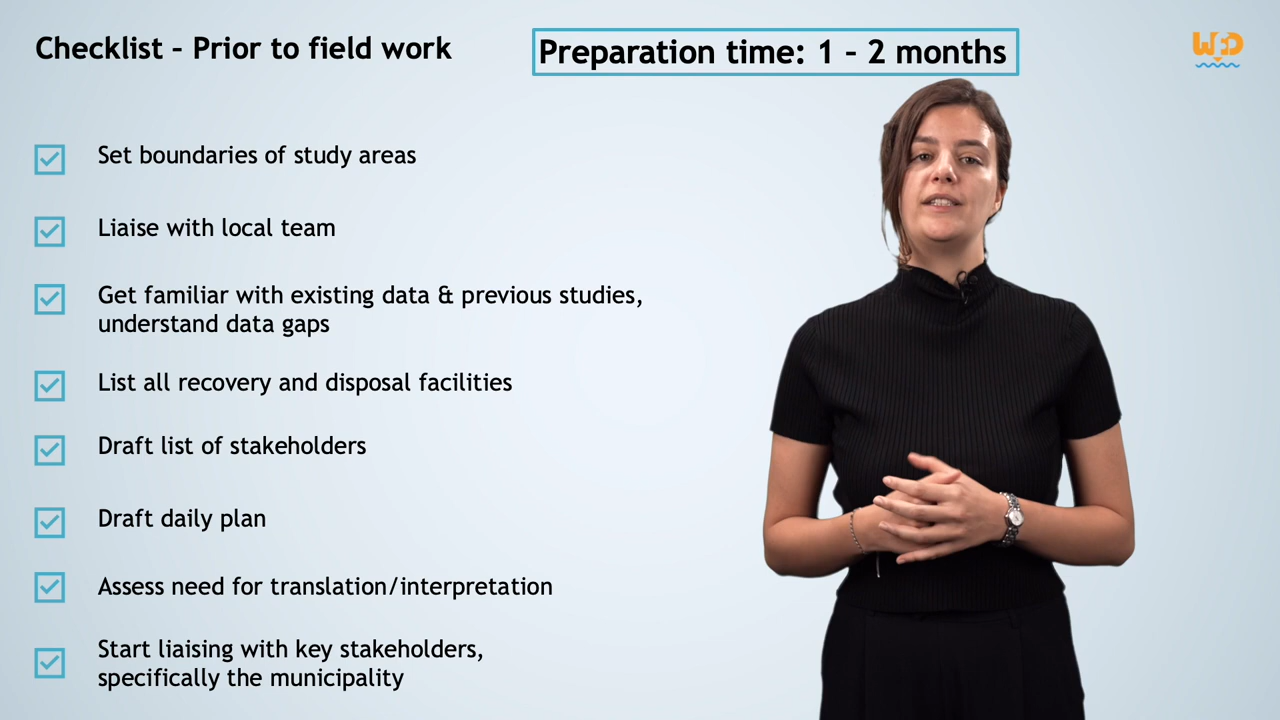 Checklist – Prior to field work
Preparation time: 1 – 2 months
WFD
Set boundaries of study areas
Liaise with local team
Get familiar with existing data & previous studies,
understand data gaps
List all recovery and disposal facilities
Draft list of stakeholders
Draft daily plan
Assess need for translation/interpretation
Start liaising with key stakeholders,
specifically the municipality